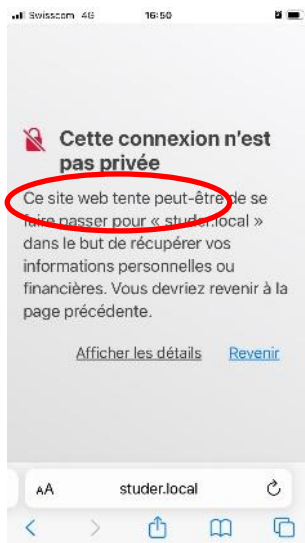 Swisscom 4G 16:50
Cette connexion n'est
pas privée
Ce site web tente peut-être de se
faire passer pour « studer.local »
dans le but de récupérer vos
informations personnelles ou
financières. Vous devriez revenir à la
page précédente.
Afficher les détails Revenir
AA studer.local